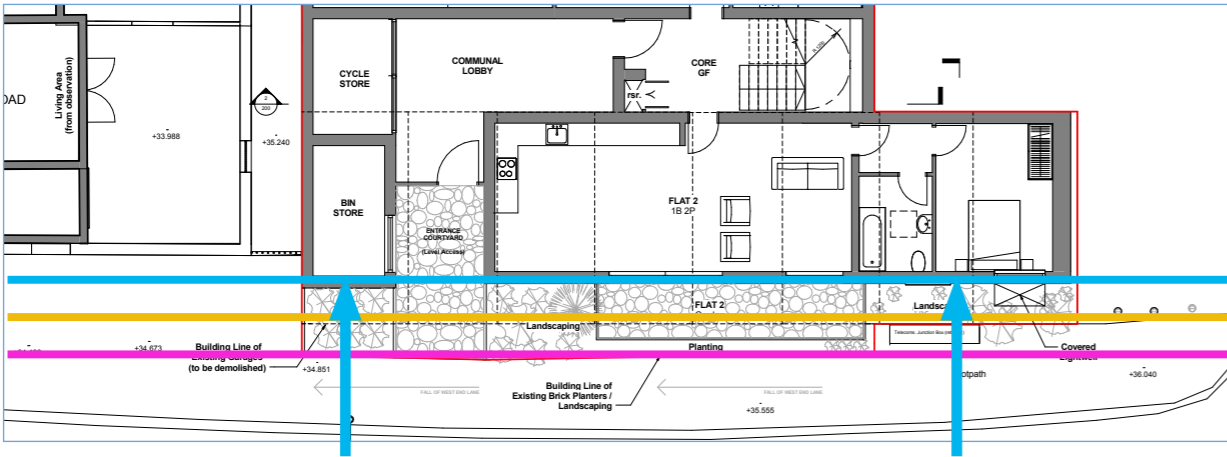 CYCLE
STORE
COMMUNAL
LOBBY
CORE
GF
rsr.
R.1200
OAD
Living Area
(from observation)
+33.988
2
200
+35.240
BIN
STORE
ENTRANCE
COURTYARD
(Level Access)
FLAT 2
1B 2P
FLAT 2
Landscaping
Planting
Telecoms Junction Box
Covered
Lightwell
+34.673
+34.851
Building Line of
Existing Garages
(to be demolished)
FALL OF WEST END LANE
Building Line of
Existing Brick Planters /
Landscaping
FALL OF WEST END LANE
+35.555
+36.040